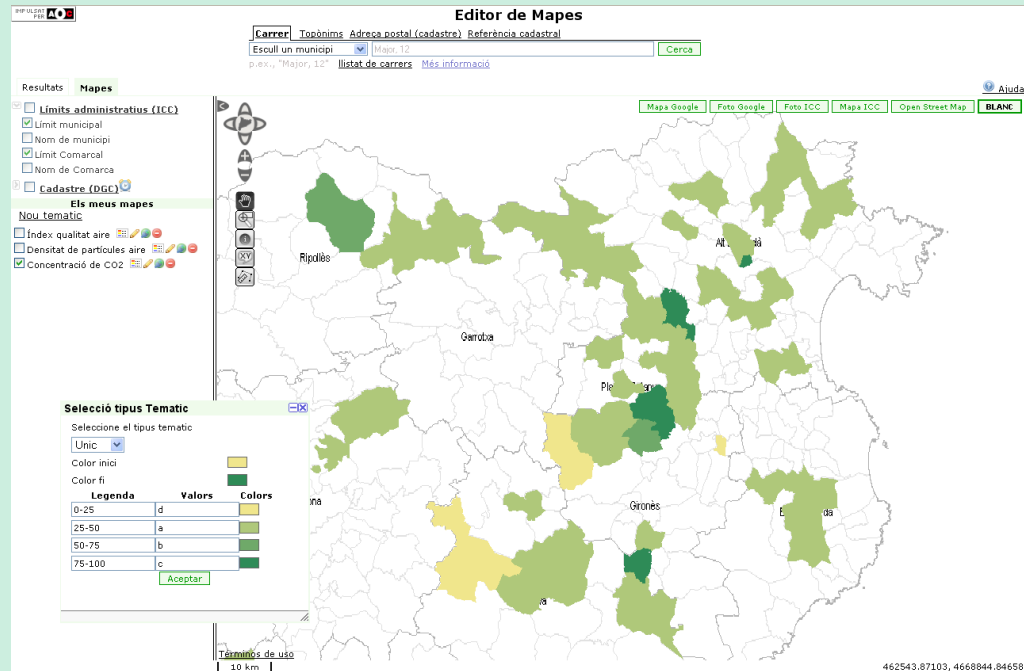 IMPULSAT
PER AOC
Editor de Mapes
Carrer Topònims Adreça postal (cadastre) Referència cadastral
Escull un municipi Major, 12 Cerca
p.ex., "Major, 12" llistat de carrers Més informació
Resultats Mapes
Ajuda
Límits administratius (ICC)
Límit municipal
Nom de municipi
Límit Comarcal
Nom de Comarca
Cadastre (DGC)
Els meus mapes
Nou tematic
Índex qualitat aire
Densitat de partícules aire
Concentració de CO2
Mapa Google Foto Google Foto ICC Mapa ICC Open Street Map BLANC
XY
Alt
Ripollès
Garrotxa
Gironès
Selecció tipus Tematic
Seleccione el tipus tematic
Unic
Color inici
Color fi
Legenda Valors Colors
0-25 d
25-50 a
50-75 b
75-100 c
Aceptar
Términos de uso
10 km
462543.87103, 4668844.84658